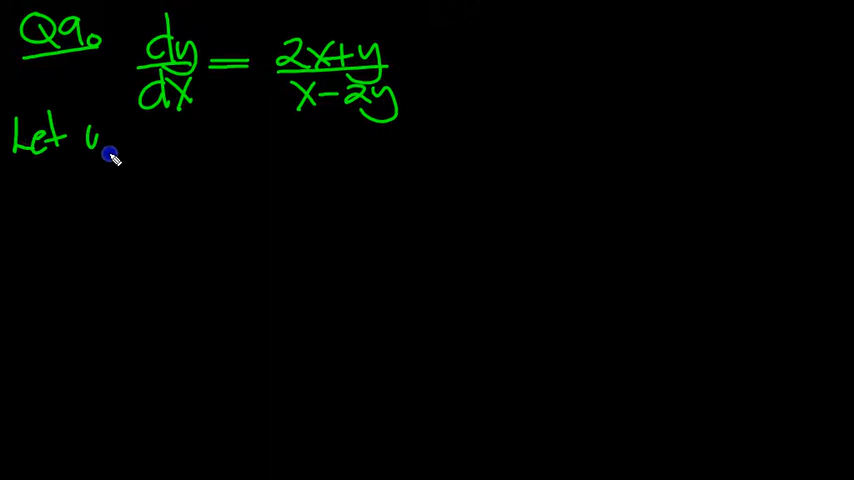 Q9. dy/dx = (2x+y)/(x-2y)
Let u